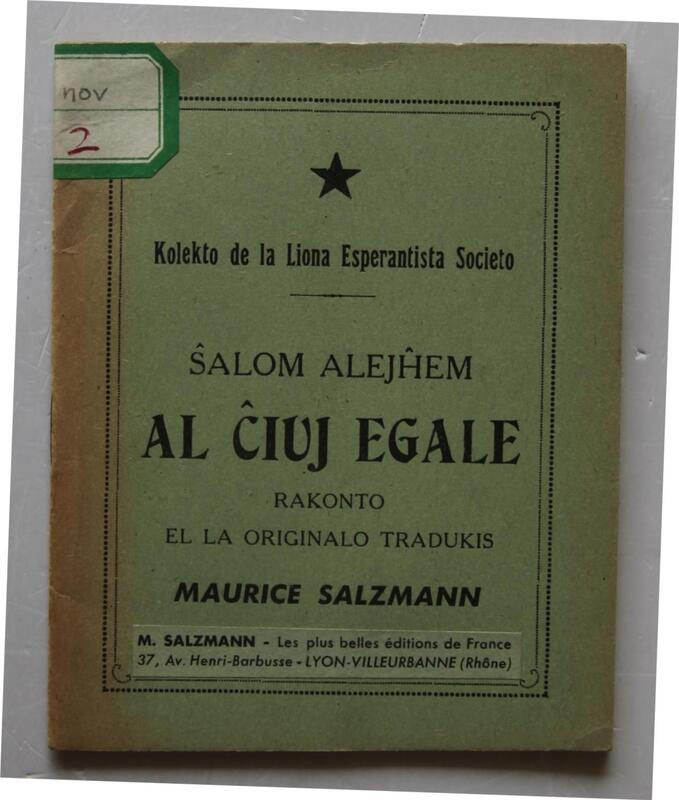 nov
2
Kolekto de la Liona Esperantista Societo
ŜALOM ALEJĤEM
AL ĈIUJ EGALE
RAKONTO
EL LA ORIGINALO TRADUKIS
MAURICE SALZMANN
M. SALZMANN - Les plus belles éditions de France
37, Av. Henri-Barbusse - LYON-VILLEURBANNE (Rhône)